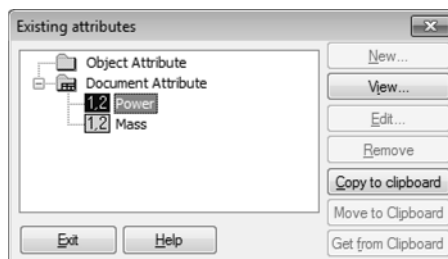 Existing attributes
Object Attribute
Document Attribute
1,2 Power
1,2 Mass
New...
View...
Edit...
Remove
Copy to clipboard
Move to Clipboard
Get from Clipboard
Exit
Help